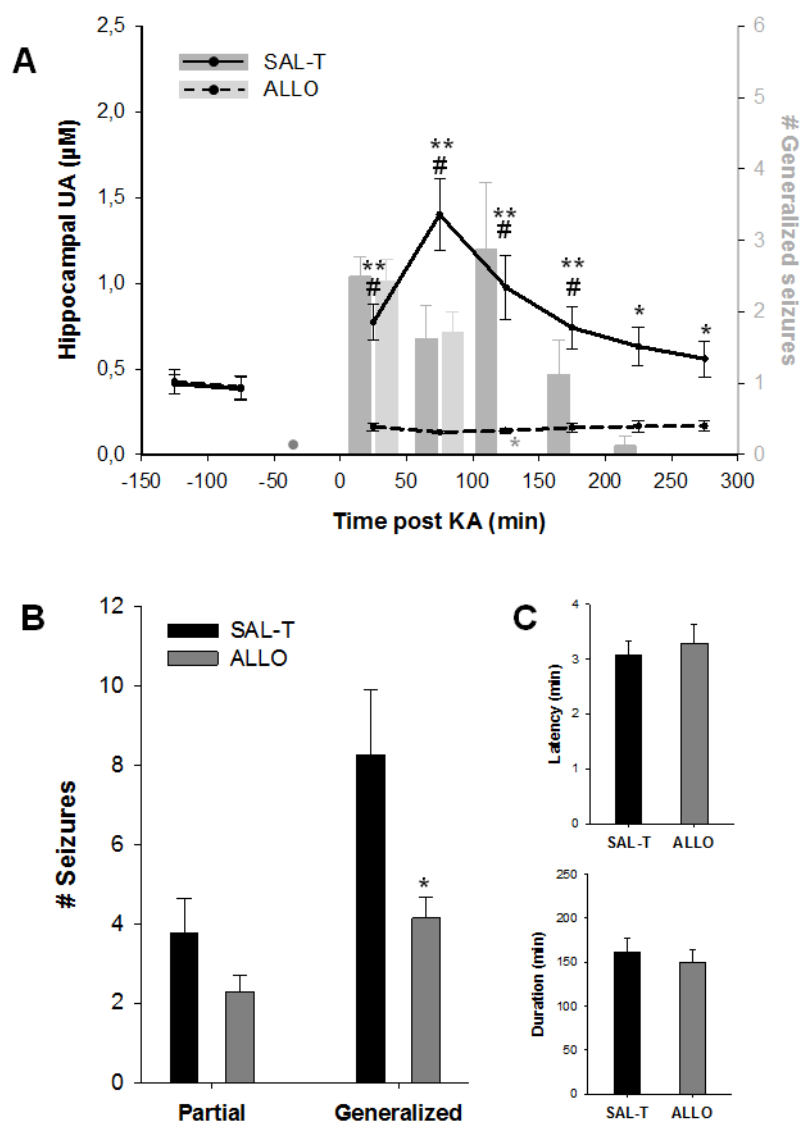 A
Hippocampal UA (µM)
2,5
2,0
1,5
1,0
0,5
0,0
SAL-T
ALLO
** #
** #
** #
** #
*
*
*
6
5
4
3
2
1
0
# Generalized seizures
-150 -100 -50 0 50 100 150 200 250 300
Time post KA (min)
B
# Seizures
12
10
8
6
4
2
0
SAL-T
ALLO
*
Partial Generalized
C
Latency (min)
4
3
2
1
0
SAL-T ALLO
Duration (min)
250
200
150
100
50
0
SAL-T ALLO